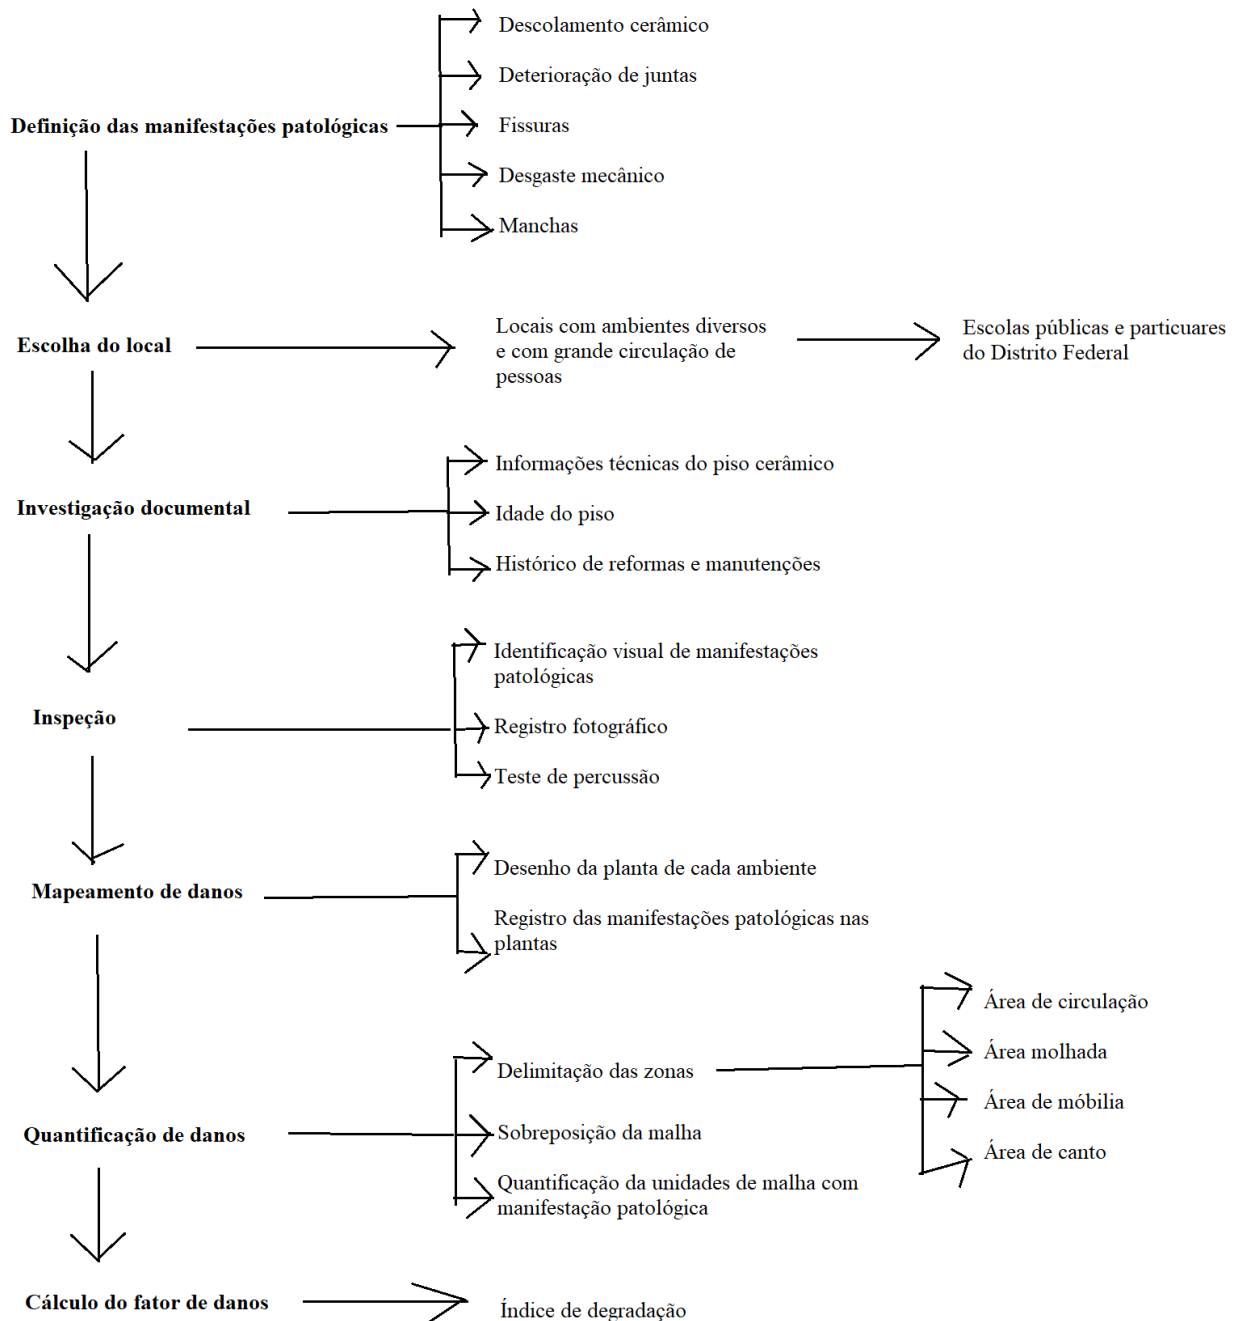 Descolamento cerâmico
Deterioração de juntas
Definição das manifestações patológicas
Fissuras
Desgaste mecânico
Manchas
Escolha do local
Locais com ambientes diversos
e com grande circulação de
pessoas
Escolas públicas e particuares
do Distrito Federal
Investigação documental
Informações técnicas do piso cerâmico
Idade do piso
Histórico de reformas e manutenções
Inspeção
Identificação visual de manifestações
patológicas
Registro fotográfico
Teste de percussão
Mapeamento de danos
Desenho da planta de cada ambiente
Registro das manifestações patológicas nas
plantas
Quantificação de danos
Delimitação das zonas
Área de circulação
Área molhada
Área de móbilia
Área de canto
Sobreposição da malha
Quantificação da unidades de malha com
manifestação patológica
Cálculo do fator de danos
Índice de degradação